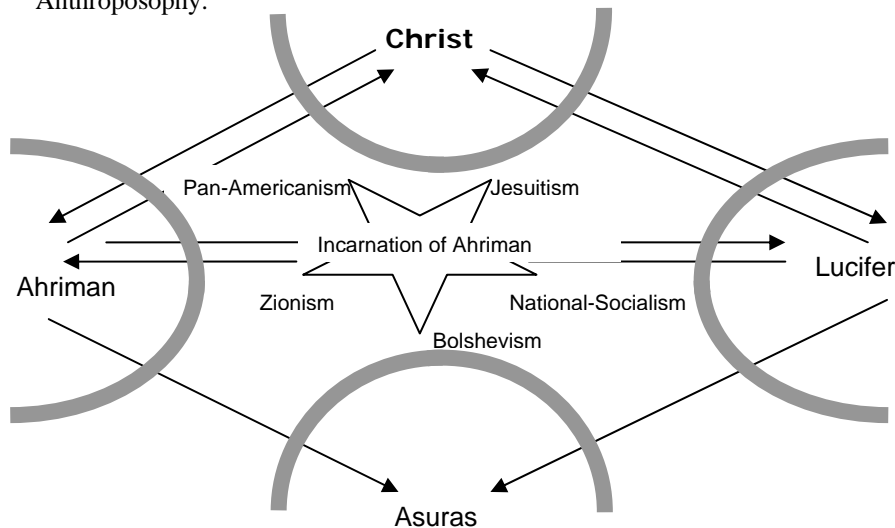 Anthroposophy.
Christ
Pan-Americanism
Jesuitism
Incarnation of Ahriman
Ahriman
Lucifer
Zionism
National-Socialism
Bolshevism
Asuras